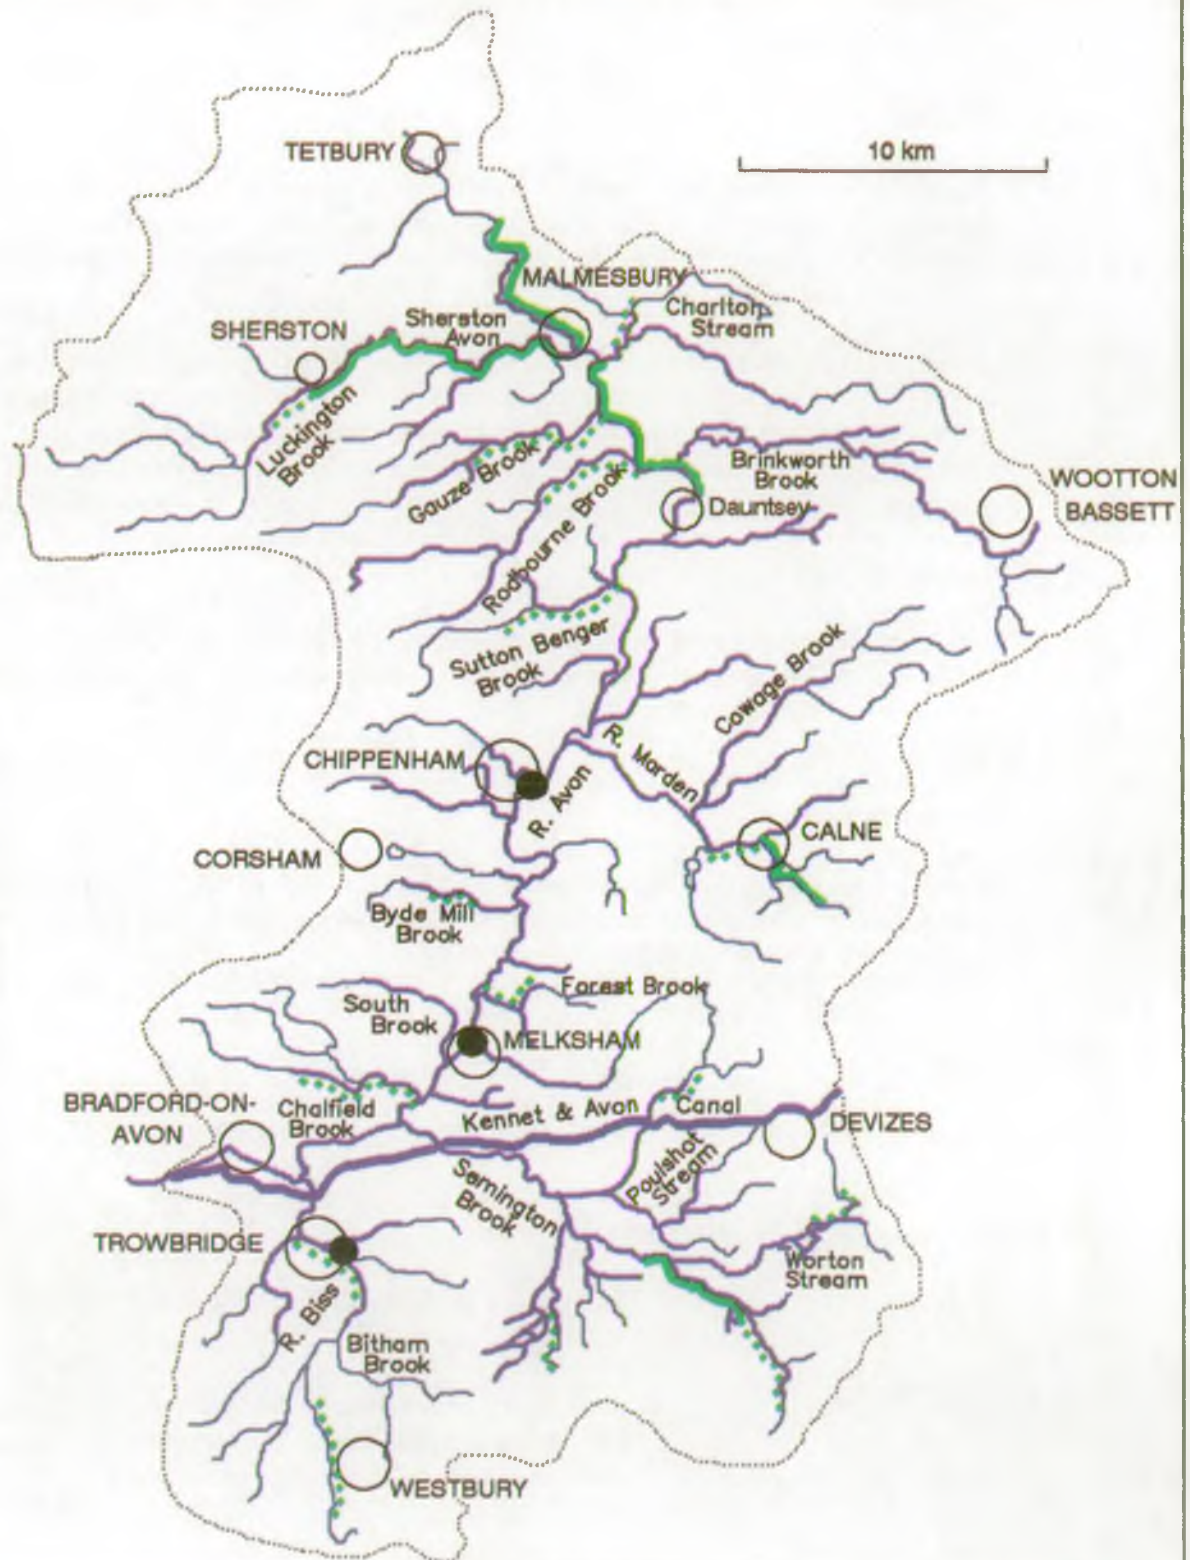 10 km
TETBURY
MALMESBURY
Charlton
Stream
SHERSTON
Sherston
Avon
Luckington
Brook
Gauze Brook
Brinkworth
Brook
WOOTTON
BASSETT
Dauntsey
Rodbourne Brook
Sutton Benger
Brook
Cowage Brook
R. Marden
CHIPPENHAM
R. Avon
CALNE
CORSHAM
Byde Mill
Brook
Forest Brook
South
Brook
MELKSHAM
BRADFORD-ON-
AVON
Chalfield
Brook
Kennet & Avon Canal
DEVIZES
Poulshot
Stream
Semington
Brook
TROWBRIDGE
Worton
Stream
R. Biss
Bitham
Brook
WESTBURY